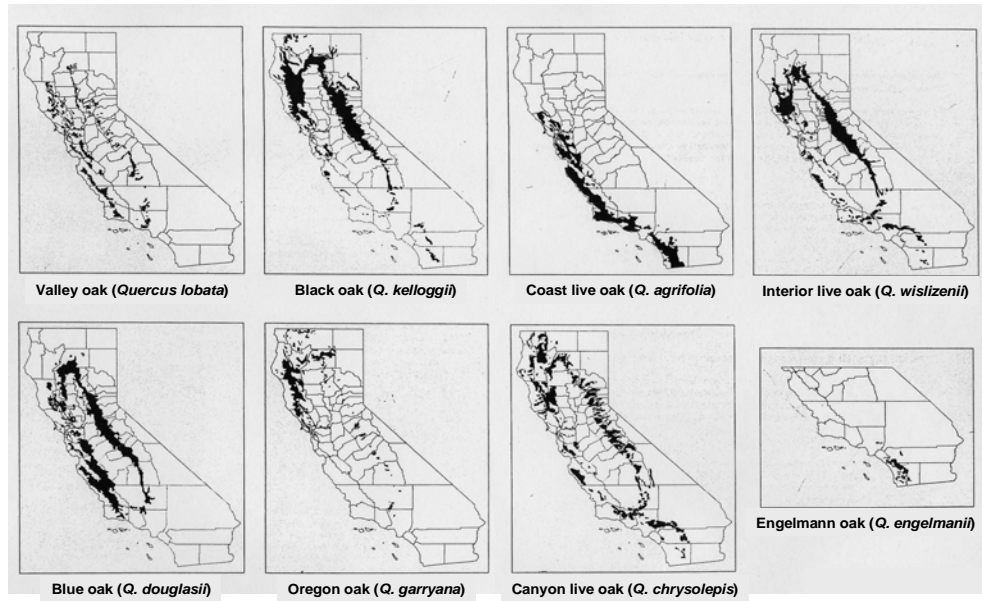 Valley oak (Quercus lobata)
Black oak (Q. kelloggii)
Coast live oak (Q. agrifolia)
Interior live oak (Q. wislizenii)
Blue oak (Q. douglasii)
Oregon oak (Q. garryana)
Canyon live oak (Q. chrysolepis)
Engelmann oak (Q. engelmanii)